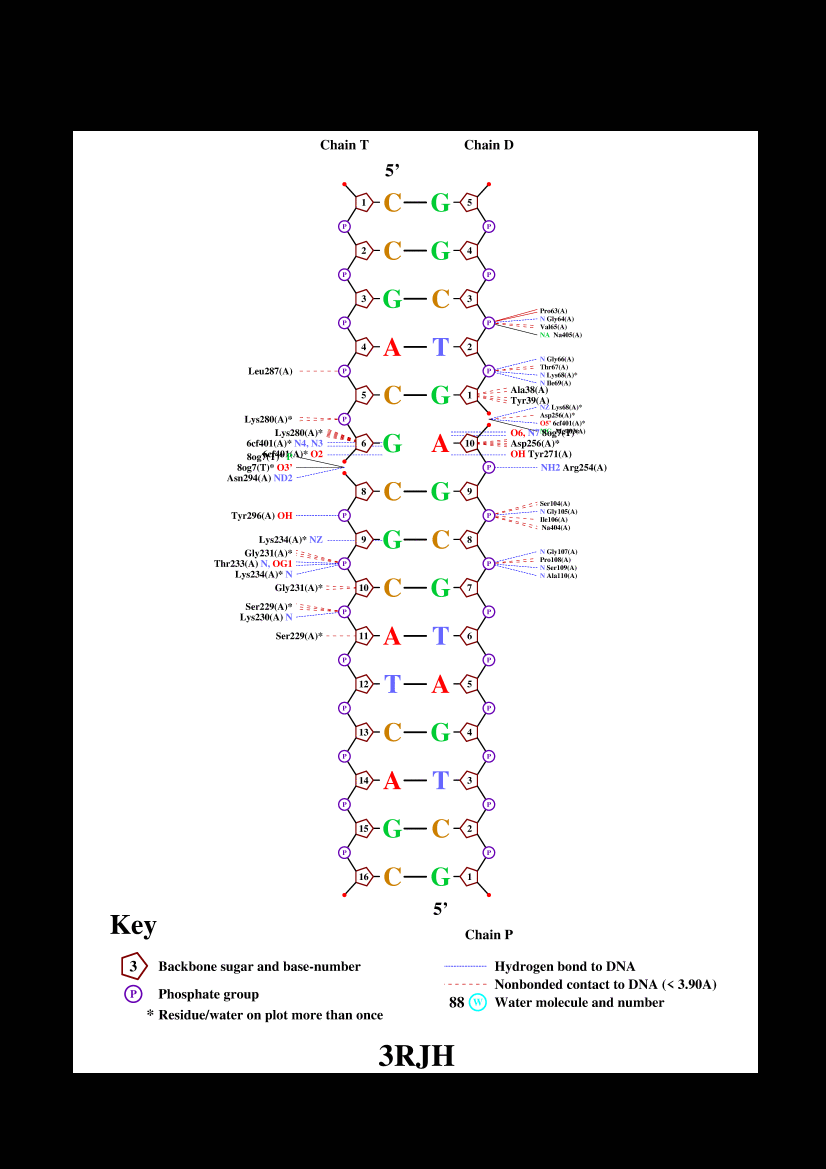 Chain T Chain D
5’
1 C G 5
P P
2 C G 4
P P
3 G C 3
Pro63(A)
P P N Gly64(A)
Val65(A)
NA Na405(A)
4 A T 2
N Gly66(A)
Thr67(A)
Leu287(A) P P
N Lys68(A)*
N Ile69(A)
5 C G 1 Ala38(A)
Tyr39(A)
NZ Lys68(A)*
Asp256(A)*
Lys280(A)* P O5' 6cf401(A)*
Lys280(A)* O6, 8og7(T)*
6cf401(A)* N4, N3 6 G A 10 Asp256(A)*
6cf401(A)* O2 OH Tyr271(A)
8og7(T)* P
8og7(T)* O3' P NH2 Arg254(A)
Asn294(A) ND2
8 C G 9
Ser104(A)
Tyr296(A) OH P P N Gly105(A)
Ile106(A)
Na404(A)
Lys234(A)* NZ 9 G C 8
Gly231(A)* N Gly107(A)
Thr233(A) N, OG1 P P Pro108(A)
Lys234(A)* N N Ser109(A)
N Ala110(A)
Gly231(A)* 10 C G 7
Ser229(A)*
P P
Lys230(A) N
Ser229(A)* 11 A T 6
P P
12 T A 5
P P
13 C G 4
P P
14 A T 3
P P
15 G C 2
P P
16 C G 1
5’
Key
Chain P
3 Backbone sugar and base-number
Hydrogen bond to DNA
Nonbonded contact to DNA (< 3.90A)
P Phosphate group
88 W Water molecule and number
* Residue/water on plot more than once
3RJH